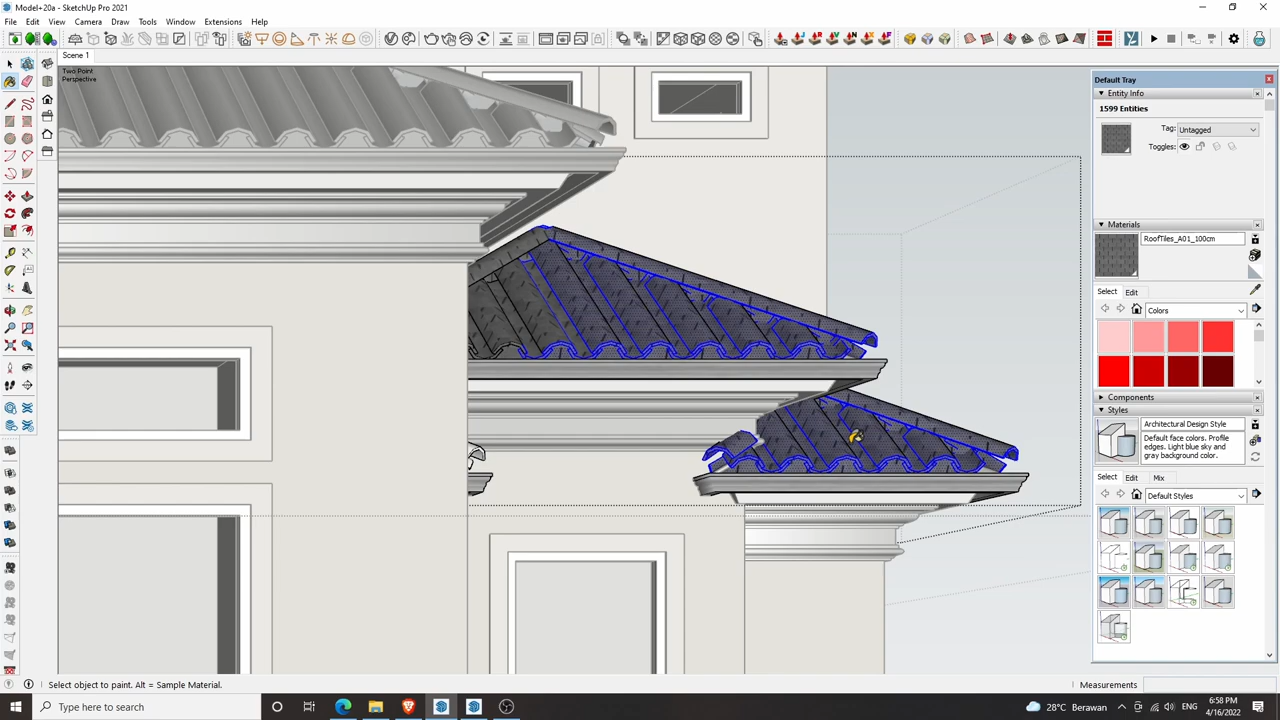 Model+20a - SketchUp Pro 2021
File Edit View Camera Draw Tools Window Extensions Help
Scene 1
Two Point
Perspective
Default Tray
Entity Info
1599 Entities
Tag: Untagged
Toggles:
Materials
RoofTiles_A01_100cm
Select Edit
Colors
Components
Styles
Architectural Design Style
Default face colors. Profile
edges. Light blue sky and
gray background color.
Select Edit Mix
Default Styles
Select object to paint. Alt = Sample Material.
Measurements
Type here to search
28°C Berawan
ENG
6:58 PM
4/16/2022